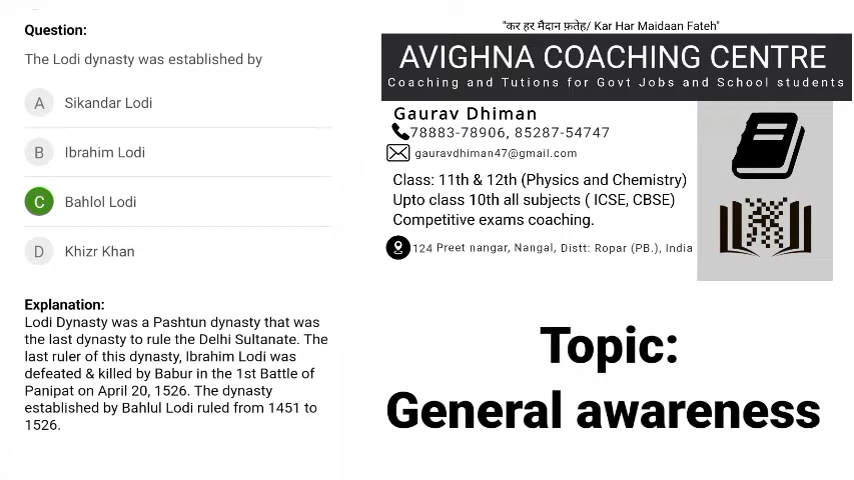 Question:
The Lodi dynasty was established by
A Sikandar Lodi
B Ibrahim Lodi
C Bahlol Lodi
D Khizr Khan
Explanation:
Lodi Dynasty was a Pashtun dynasty that was
the last dynasty to rule the Delhi Sultanate. The
last ruler of this dynasty, Ibrahim Lodi was
defeated & killed by Babur in the 1st Battle of
Panipat on April 20, 1526. The dynasty
established by Bahlul Lodi ruled from 1451 to
1526.
"कर हर मैदान फ़तेह/ Kar Har Maidaan Fateh"
AVIGHNA COACHING CENTRE
Coaching and Tutions for Govt Jobs and School students
Gaurav Dhiman
78883-78906, 85287-54747
gauravdhiman47@gmail.com
Class: 11th & 12th (Physics and Chemistry)
Upto class 10th all subjects ( ICSE, CBSE)
Competitive exams coaching.
124 Preet nangar, Nangal, Distt: Ropar (PB.), India
Topic:
General awareness